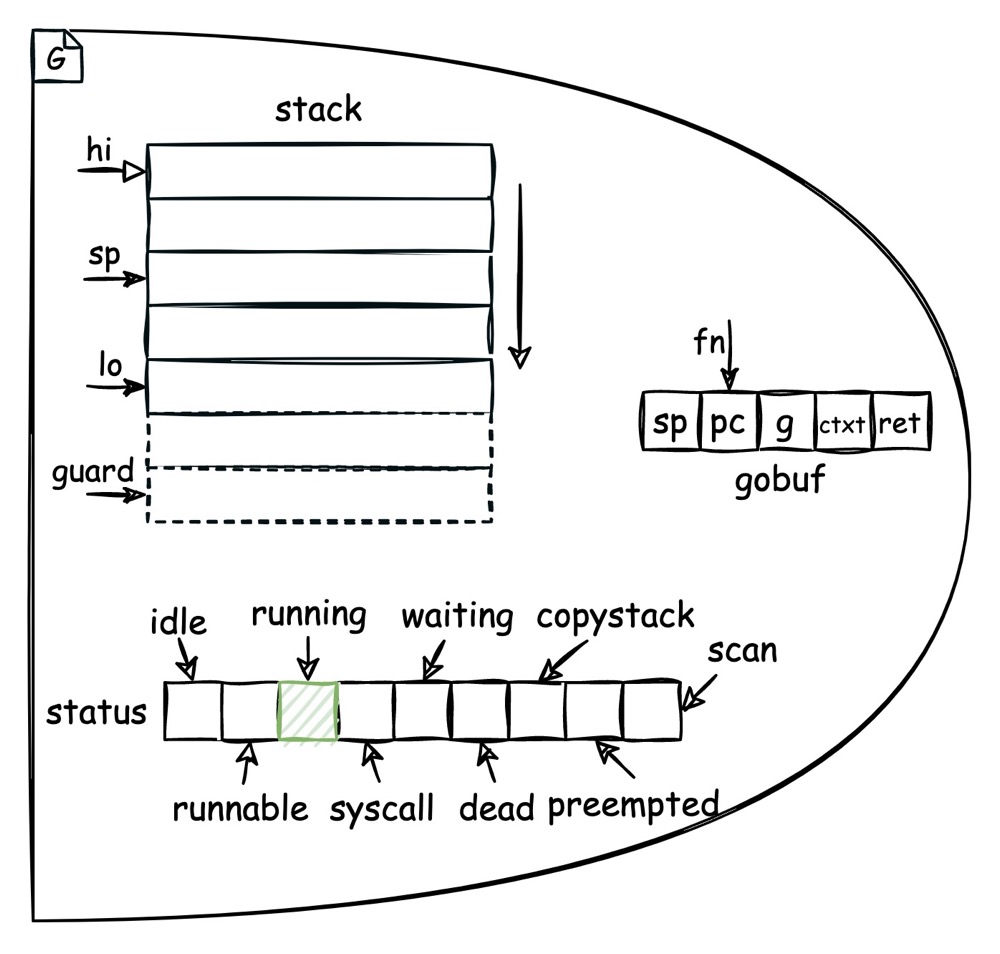 G
stack
hi
sp
lo
guard
fn
sp pc g ctxt ret
gobuf
idle running waiting copystack
scan
status
runnable syscall dead preempted